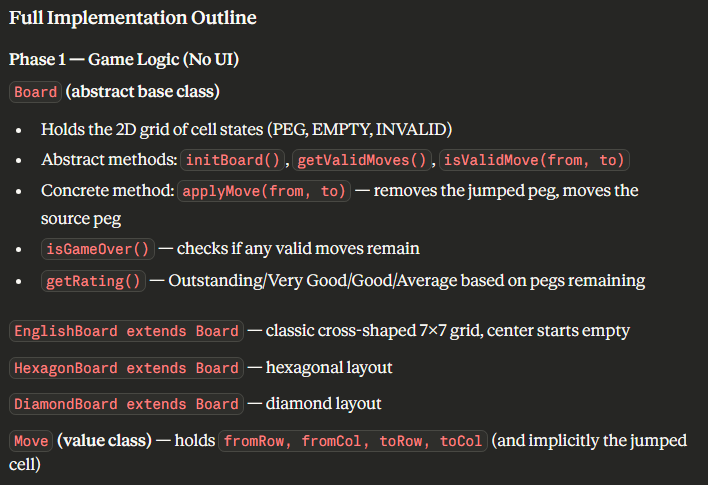 Full Implementation Outline
Phase 1 — Game Logic (No UI)
Board (abstract base class)
• Holds the 2D grid of cell states (PEG, EMPTY, INVALID)
• Abstract methods: initBoard(), getValidMoves(), isValidMove(from, to)
• Concrete method: applyMove(from, to) — removes the jumped peg, moves the
source peg
• isGameOver() — checks if any valid moves remain
• getRating() — Outstanding/Very Good/Good/Average based on pegs remaining
EnglishBoard extends Board — classic cross-shaped 7×7 grid, center starts empty
HexagonBoard extends Board — hexagonal layout
DiamondBoard extends Board — diamond layout
Move (value class) — holds fromRow, fromCol, toRow, toCol (and implicitly the jumped
cell)